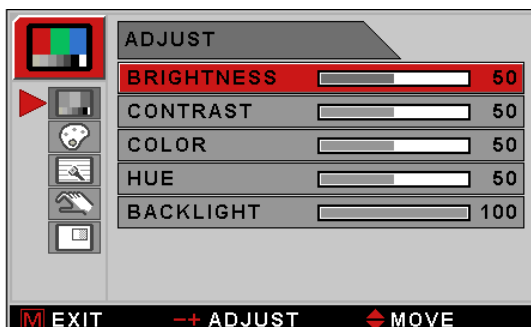 ADJUST
BRIGHTNESS 50
CONTRAST 50
COLOR 50
HUE 50
BACKLIGHT 100
M EXIT -+ ADJUST MOVE